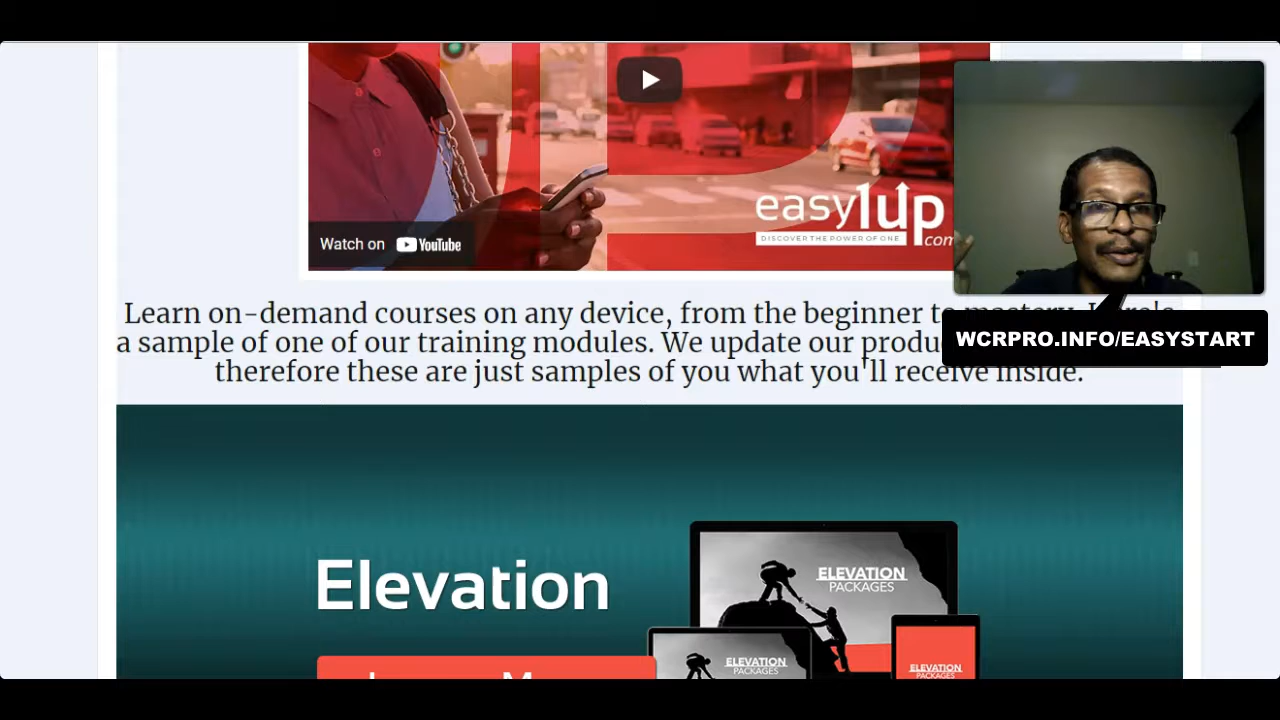 easy1up
DISCOVER THE POWER OF ONE
com
Watch on YouTube
Learn on-demand courses on any device, from the beginner to
a sample of one of our training modules. We update our
WCRPRO.INFO/EASYSTART
therefore these are just samples of you what you'll receive inside.
Elevation
ELEVATION
PACKAGES
ELEVATION
PACKAGES
ELEVATION
PACKAGES